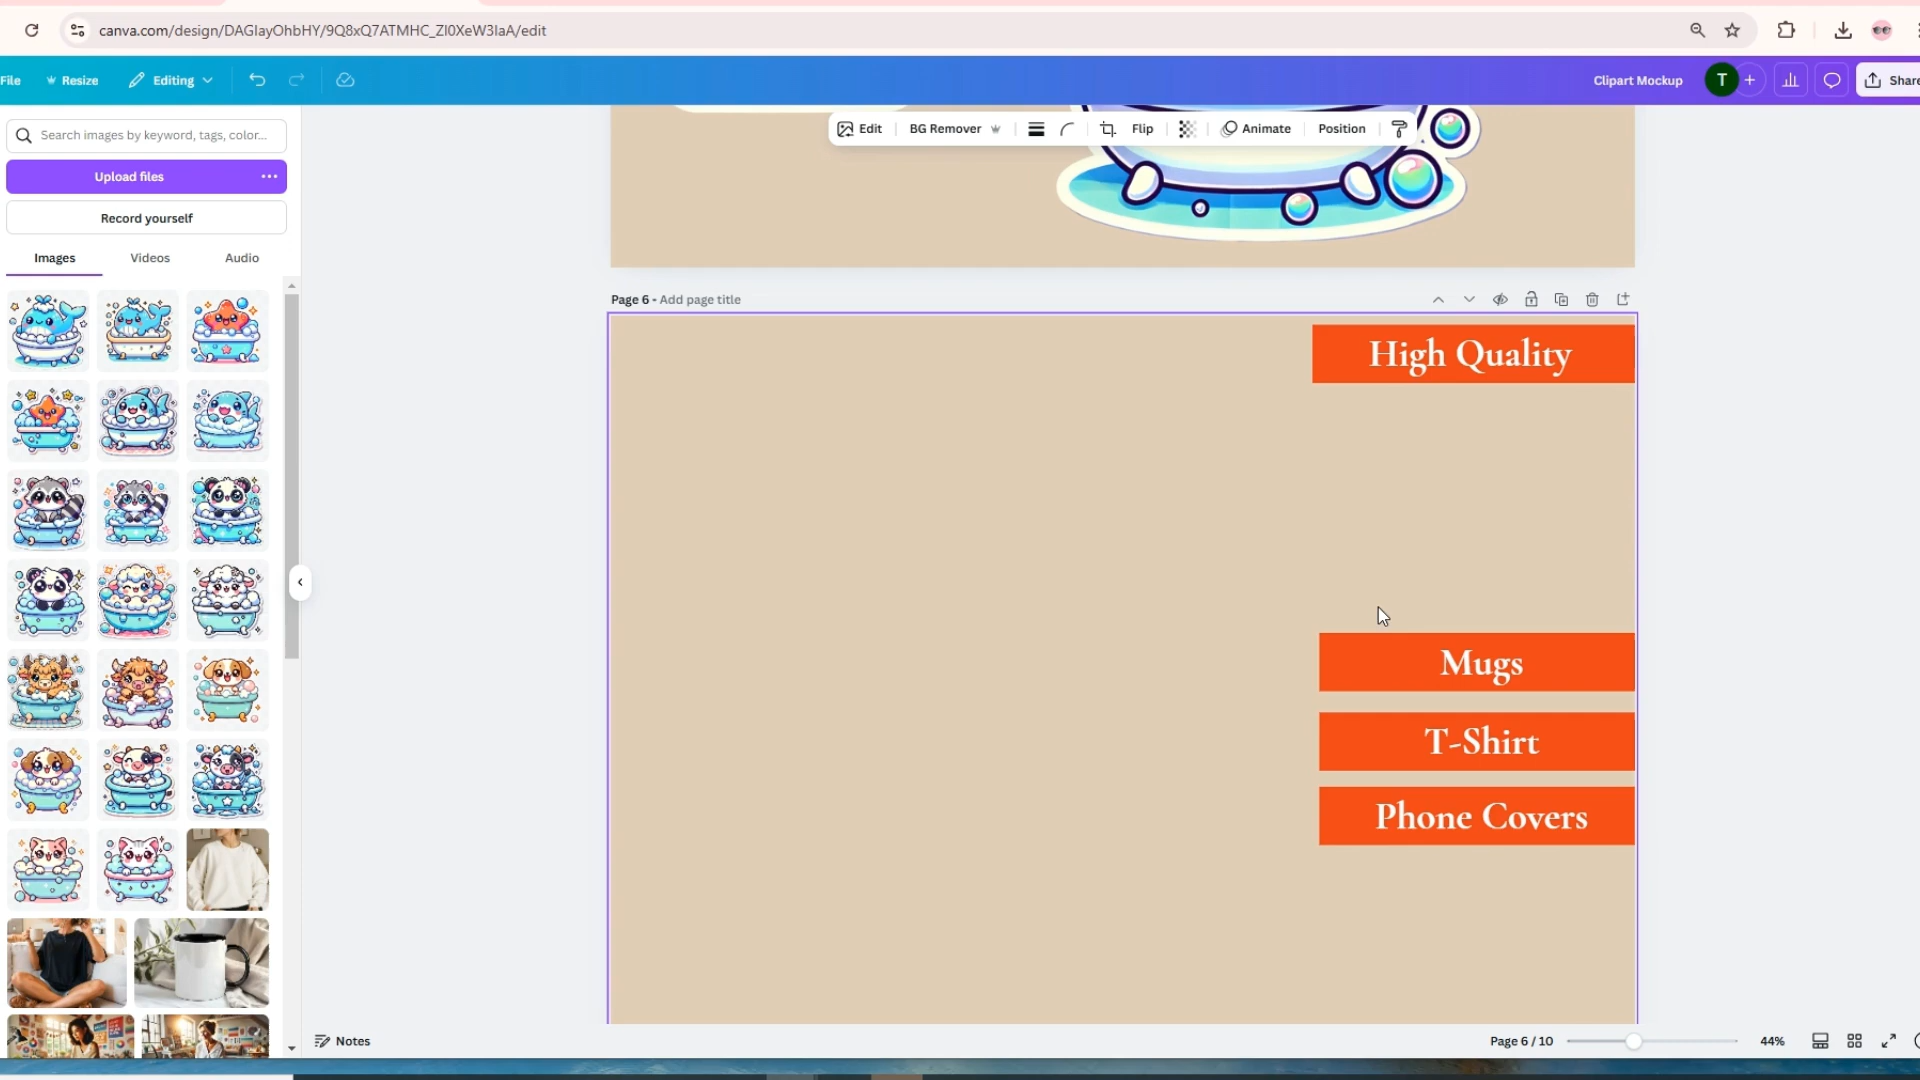 canva.com/design/DAGIayOhbHY/9Q8xQ7ATMHC_ZI0XeW3IaA/edit
File Resize Editing Clipart Mockup T Share
Search images by keyword, tags, color...
Upload files
Record yourself
Images Videos Audio
Edit BG Remover Flip Animate Position
Page 6 - Add page title
High Quality
Mugs
T-Shirt
Phone Covers
Notes Page 6 / 10 44%